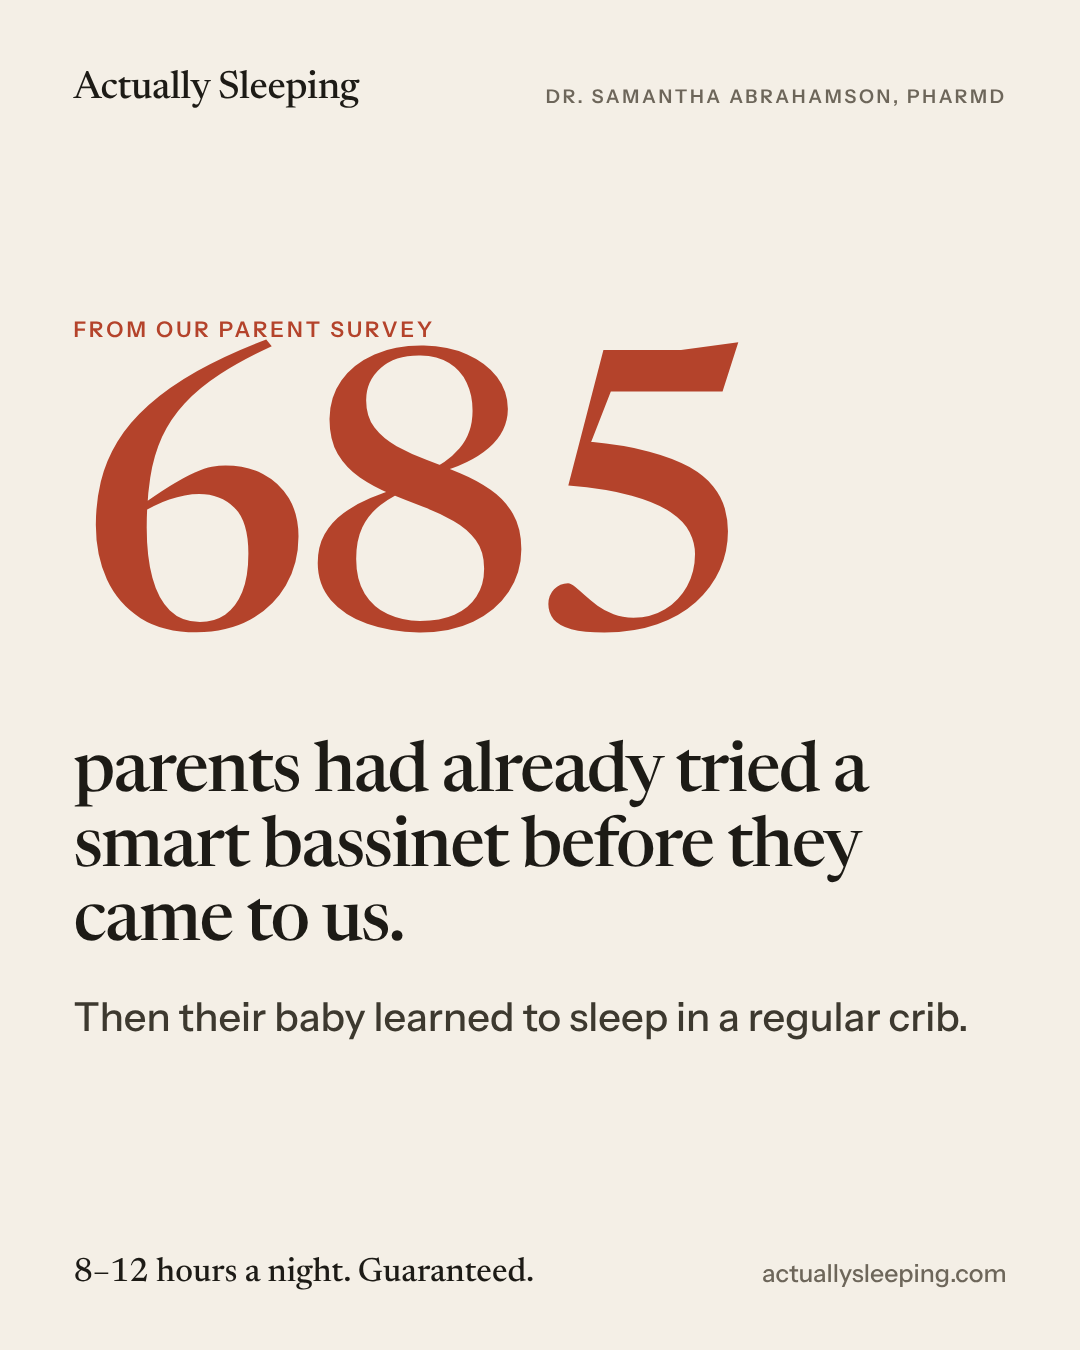 Actually Sleeping
DR. SAMANTHA ABRAHAMSON, PHARMD
FROM OUR PARENT SURVEY
685
parents had already tried a
smart bassinet before they
came to us.
Then their baby learned to sleep in a regular crib.
8–12 hours a night. Guaranteed.
actuallysleeping.com